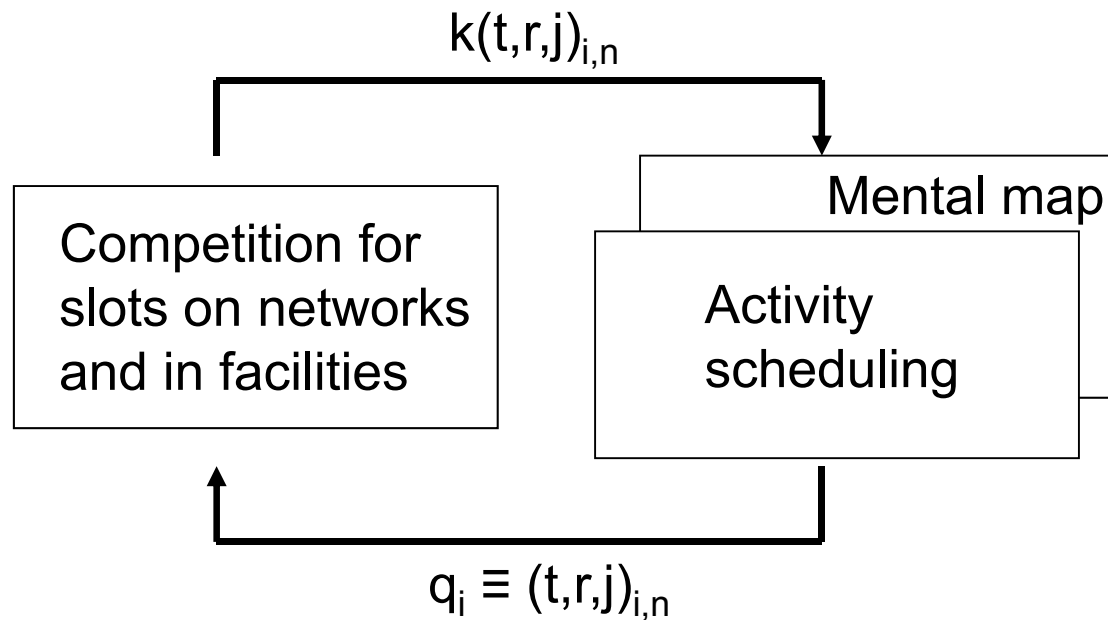 k(t,r,j)i,n
Mental map
Competition for
slots on networks
and in facilities
Activity
scheduling
qi ≡ (t,r,j)i,n